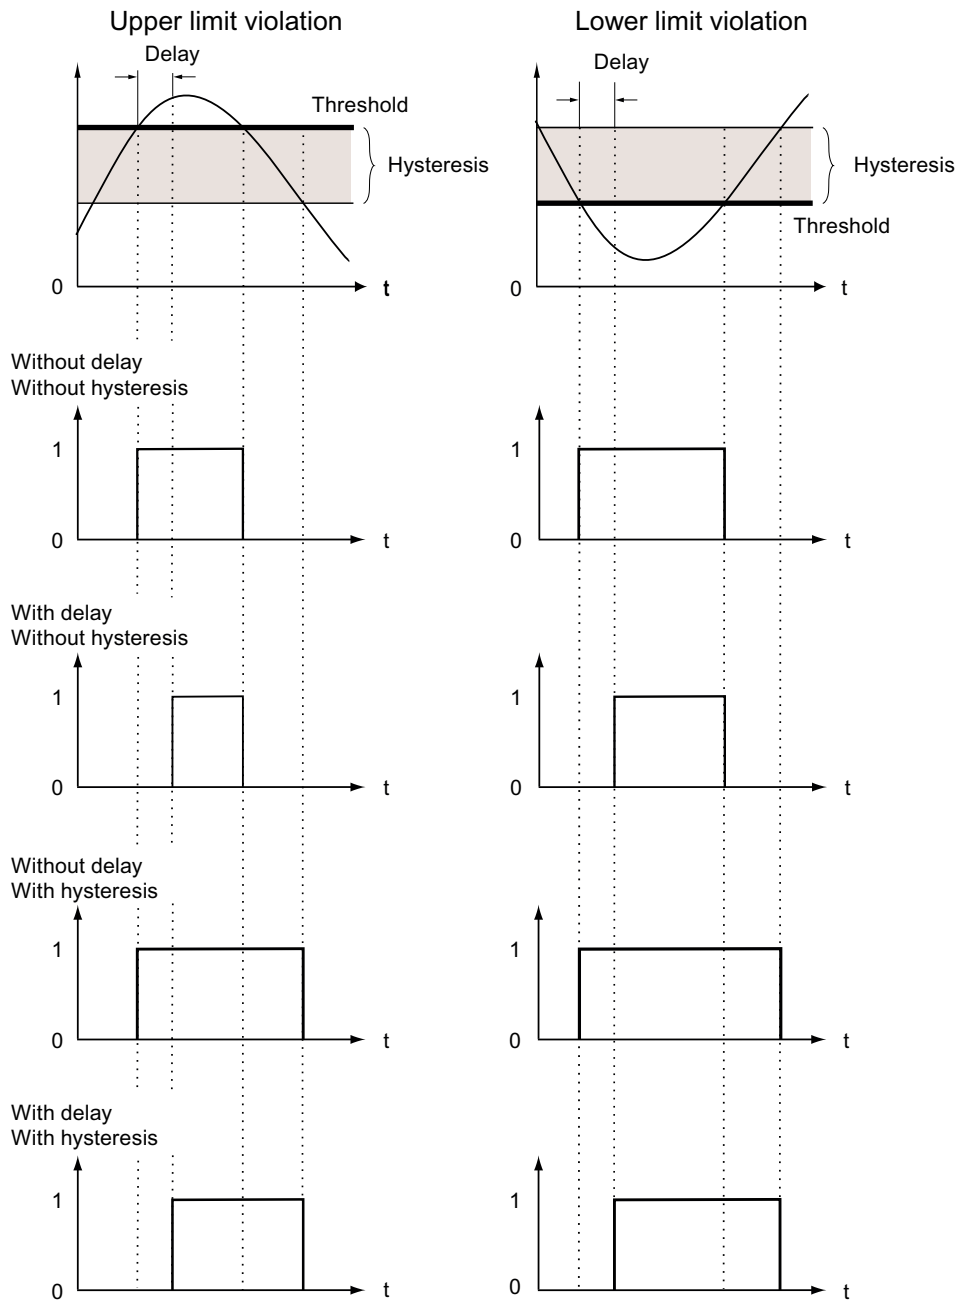 Upper limit violation
Lower limit violation
Delay
Delay
Threshold
Hysteresis
Hysteresis
Threshold
0
t
0
t
Without delay
Without hysteresis
1
0
t
1
0
t
With delay
Without hysteresis
1
0
t
1
0
t
Without delay
With hysteresis
1
0
t
1
0
t
With delay
With hysteresis
1
0
t
1
0
t